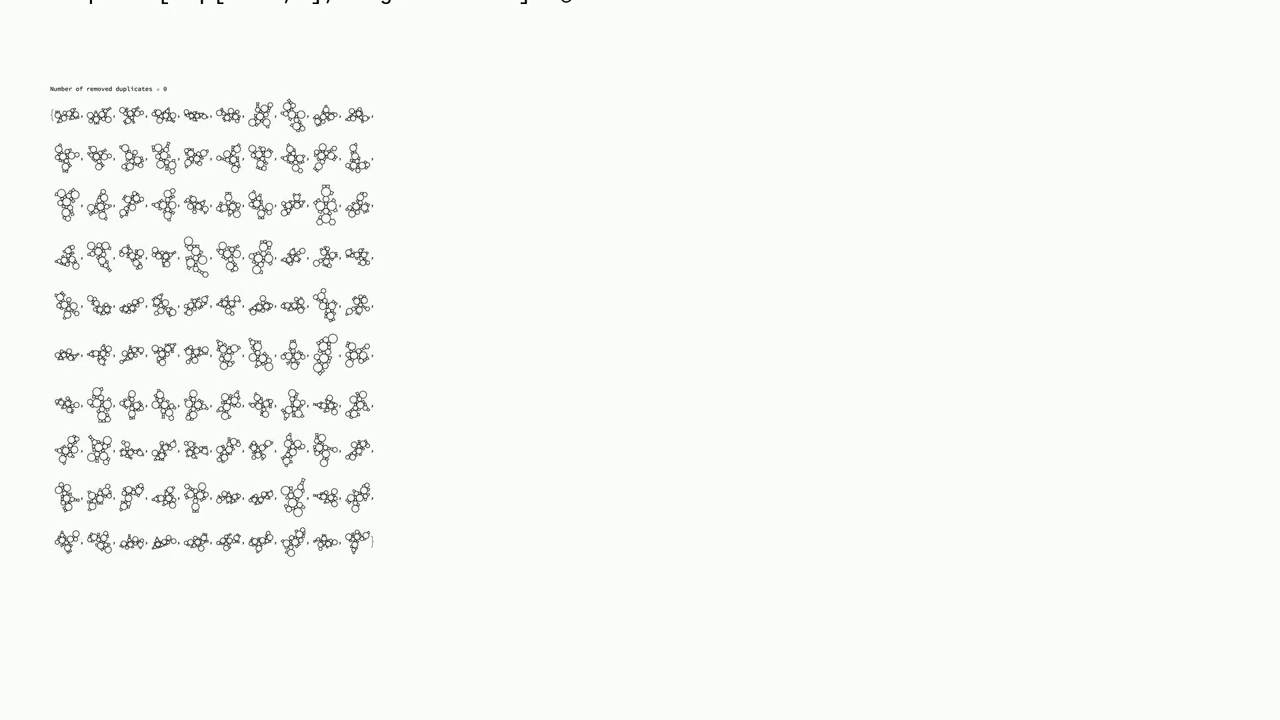 Number of removed duplicates = 0